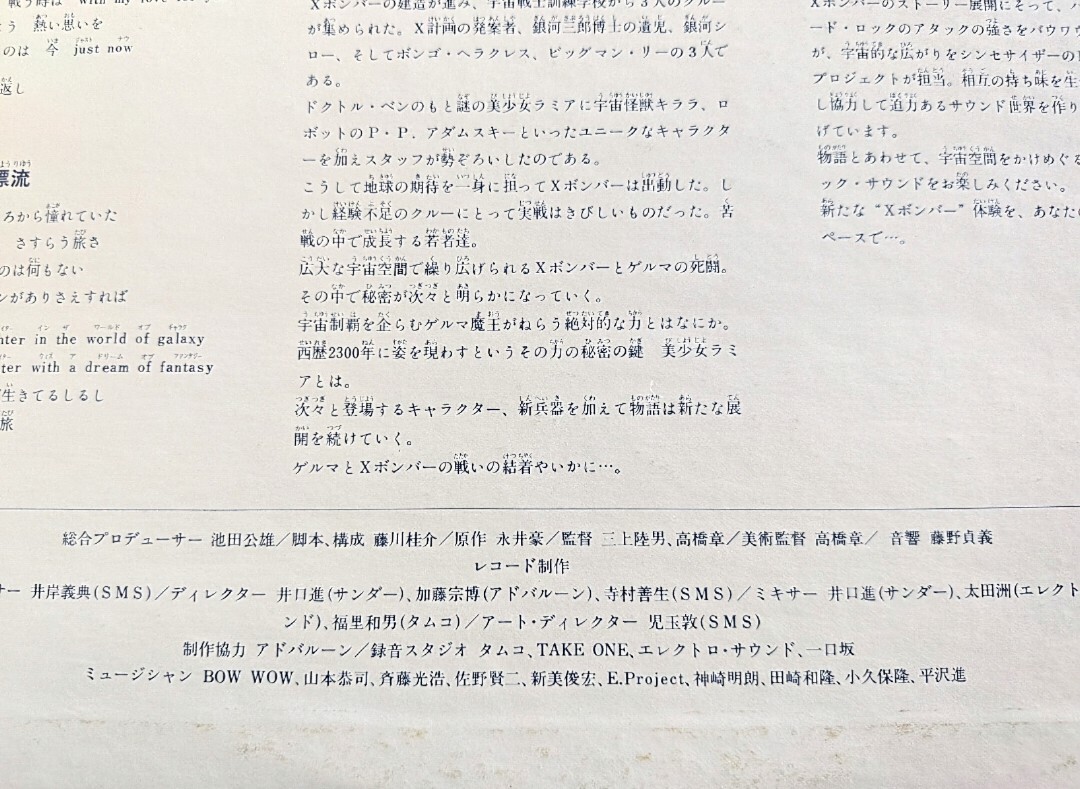 戦う時は "with my love
熱い思いを
のは 今 just now
返し
漂流
ろから憧れていた
さすらう旅さ
のは何もない
ンがありさえすれば
nter in the world of galaxy
ter with a dream of fantasy
生きてるしるし
旅
Xボンバーの建造が進み、宇宙戦士訓練学校から3人のクルー
が集められた。X計画の発案者、銀河三郎博士の遺児、銀河シ
ロー、そしてボンゴ・ヘラクレス、ビッグマン・リーの3人で
ある。
ドクトル・ベンのもと謎の美少女ラミアに宇宙怪獣キララ、ロ
ボットのP・P、アダムスキーといったユニークなキャラクタ
ーを加えスタッフが勢ぞろいしたのである。
こうして地球の期待を一身に担ってXボンバーは出動した。し
かし経験不足のクルーにとって実戦はきびしいものだった。苦
戦の中で成長する若者達。
広大な宇宙空間で繰り広げられるXボンバーとゲルマの死闘。
その中で秘密が次々と明らかになっていく。
宇宙制覇を企らむゲルマ魔王がねらう絶対的な力とはなにか。
西歴2300年に姿を現わすというその力の秘密の鍵 美少女ラミ
アとは。
次々と登場するキャラクター、新兵器を加えて物語は新たな展
開を続けていく。
ゲルマとXボンバーの戦いの結着やいかに…。
Xボンバーのストーリー展開にそって、ハ
ード・ロックのアタックの強さをバウワウ
が、宇宙的な広がりをシンセサイザーの
プロジェクトが担当。相互の持ち味を生
し協力して迫力あるサウンド世界を作り
げています。
物語とあわせて、宇宙空間をかけめぐる
ック・サウンドをお楽しみください。
新たな "Xボンバー" 体験を、あなたの
ペースで…。
総合プロデューサー 池田公雄／脚本、構成 藤川桂介／原作 永井豪／監督 三上陸男、高橋章／美術監督 高橋章／ 音響 藤野貞義
レコード制作
サー 井岸義典(SMS)／ディレクター 井口進(サンダー)、加藤宗博(アドバルーン)、寺村善生(SMS)／ミキサー 井口進(サンダー)、太田洲(エレクト
ンド)、福里和男(タムコ)／アート・ディレクター 児玉敦(SMS)
制作協力 アドバルーン／録音スタジオ タムコ、TAKE ONE、エレクトロ・サウンド、一口坂
ミュージシャン BOW WOW、山本恭司、斉藤光浩、佐野賢二、新美俊宏、E.Project、神崎明朗、田崎和隆、小久保隆、平沢進